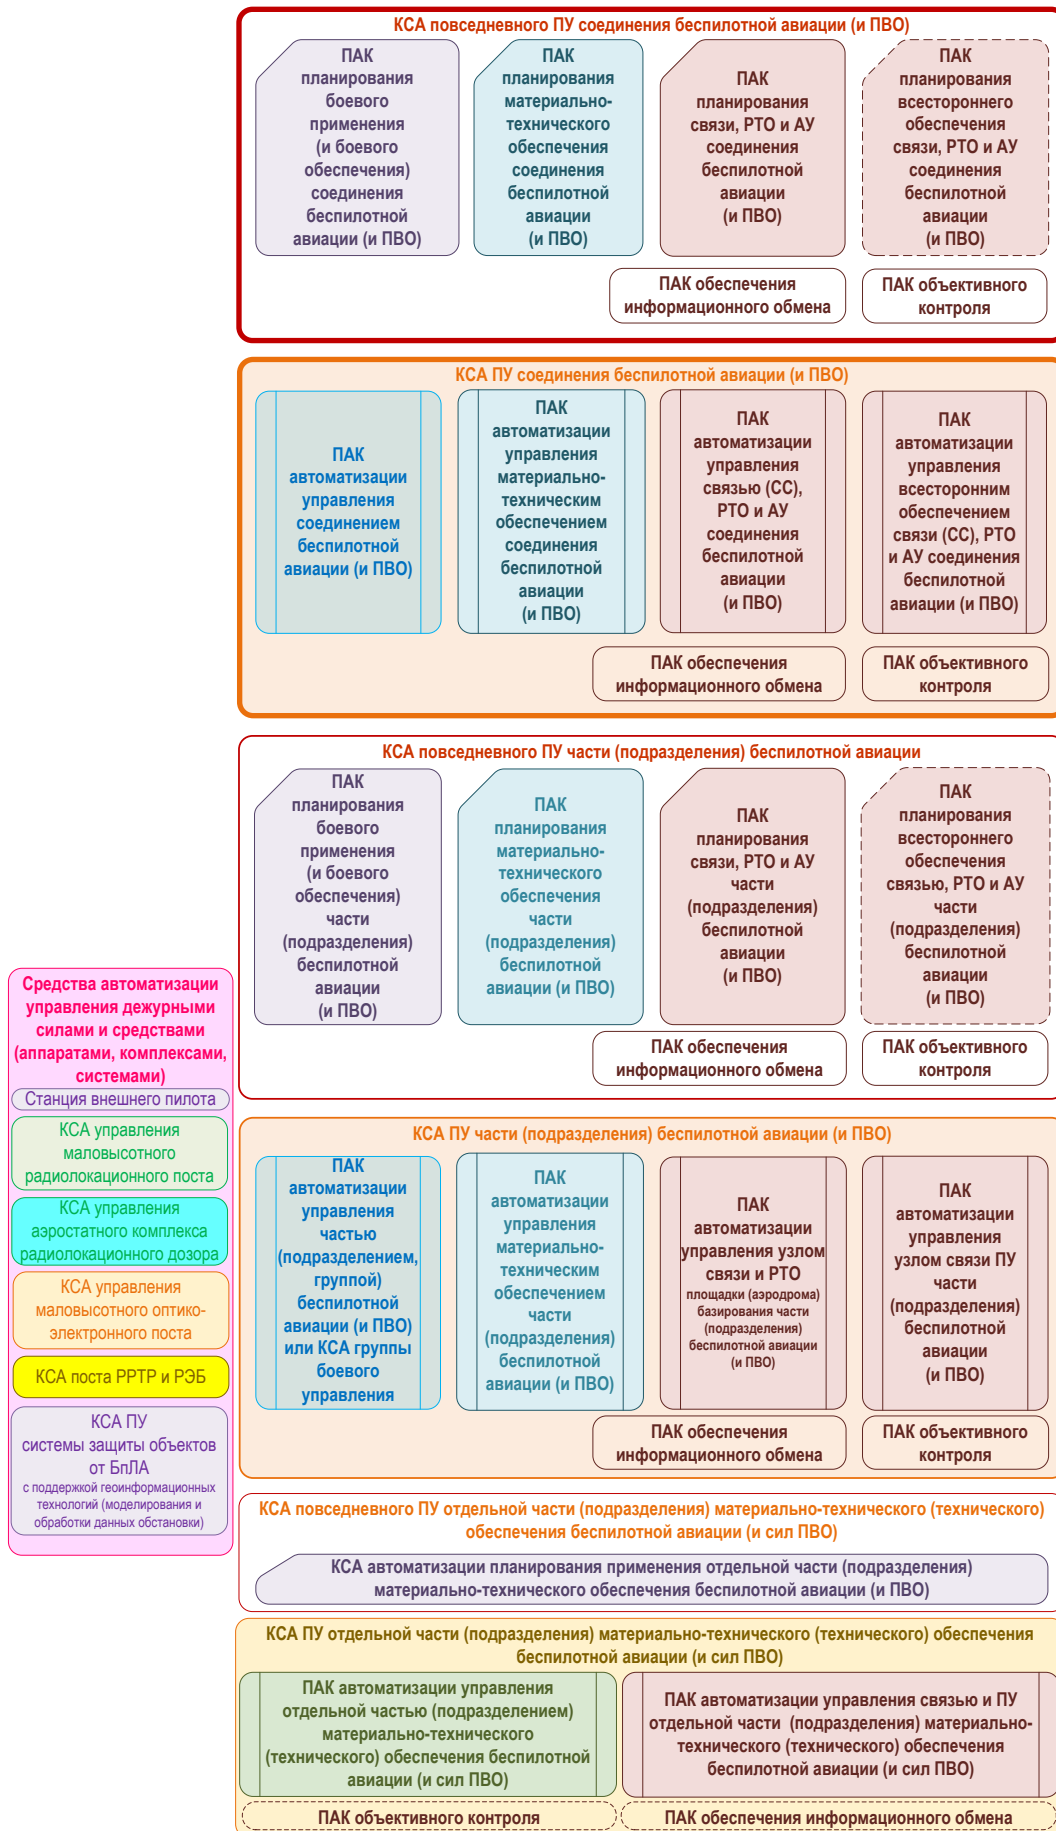 КСА повседневного ПУ соединения беспилотной авиации (и ПВО)
ПАК
планирования
боевого
применения
(и боевого
обеспечения)
соединения
беспилотной
авиации (и ПВО)
ПАК
планирования
материально-
технического
обеспечения
соединения
беспилотной
авиации
(и ПВО)
ПАК
планирования
связи, РТО и АУ
соединения
беспилотной
авиации
(и ПВО)
ПАК
планирования
всестороннего
обеспечения
связи, РТО и АУ
соединения
беспилотной
авиации
(и ПВО)
ПАК обеспечения
информационного обмена
ПАК объективного
контроля
КСА ПУ соединения беспилотной авиации (и ПВО)
ПАК
автоматизации
управления
соединением
беспилотной
авиации (и ПВО)
ПАК
автоматизации
управления
материально-
техническим
обеспечением
соединения
беспилотной
авиации
(и ПВО)
ПАК
автоматизации
управления
связью (СС),
РТО и АУ
соединения
беспилотной
авиации
(и ПВО)
ПАК
автоматизации
управления
всесторонним
обеспечением
связи (СС), РТО
и АУ соединения
беспилотной
авиации (и ПВО)
ПАК обеспечения
информационного обмена
ПАК объективного
контроля
КСА повседневного ПУ части (подразделения) беспилотной авиации
ПАК
планирования
боевого
применения
(и боевого
обеспечения)
части
(подразделения)
беспилотной
авиации
(и ПВО)
ПАК
планирования
материально-
технического
обеспечения
части
(подразделения)
беспилотной
авиации (и ПВО)
ПАК
планирования
связи, РТО и АУ
части
(подразделения)
беспилотной
авиации
(и ПВО)
ПАК
планирования
всестороннего
обеспечения
связью, РТО и АУ
части
(подразделения)
беспилотной
авиации
(и ПВО)
ПАК обеспечения
информационного обмена
ПАК объективного
контроля
Средства автоматизации
управления дежурными
силами и средствами
(аппаратами, комплексами,
системами)
Станция внешнего пилота
КСА управления
маловысотного
радиолокационного поста
КСА управления
аэростатного комплекса
радиолокационного дозора
КСА управления
маловысотного оптико-
электронного поста
КСА поста РРТР и РЭБ
КСА ПУ
системы защиты объектов
от БпЛА
с поддержкой геоинформационных
технологий (моделирования и
обработки данных обстановки)
КСА ПУ части (подразделения) беспилотной авиации (и ПВО)
ПАК
автоматизации
управления
частью
(подразделением,
группой)
беспилотной
авиации (и ПВО)
или КСА группы
боевого
управления
ПАК
автоматизации
управления
материально-
техническим
обеспечением
части
(подразделения)
беспилотной
авиации (и ПВО)
ПАК
автоматизации
управления узлом
связи и РТО
площадки (аэродрома)
базирования части
(подразделения)
беспилотной авиации
(и ПВО)
ПАК
автоматизации
управления
узлом связи ПУ
части
(подразделения)
беспилотной
авиации
(и ПВО)
ПАК обеспечения
информационного обмена
ПАК объективного
контроля
КСА повседневного ПУ отдельной части (подразделения) материально-технического (технического)
обеспечения беспилотной авиации (и сил ПВО)
КСА автоматизации планирования применения отдельной части (подразделения)
материально-технического обеспечения беспилотной авиации (и ПВО)
КСА ПУ отдельной части (подразделения) материально-технического (технического) обеспечения
беспилотной авиации (и сил ПВО)
ПАК автоматизации управления
отдельной частью (подразделением)
материально-технического
(технического) обеспечения беспилотной
авиации (и сил ПВО)
ПАК автоматизации управления связью и ПУ
отдельной части (подразделения) материально-
технического (технического) обеспечения
беспилотной авиации (и сил ПВО)
ПАК объективного контроля
ПАК обеспечения информационного обмена